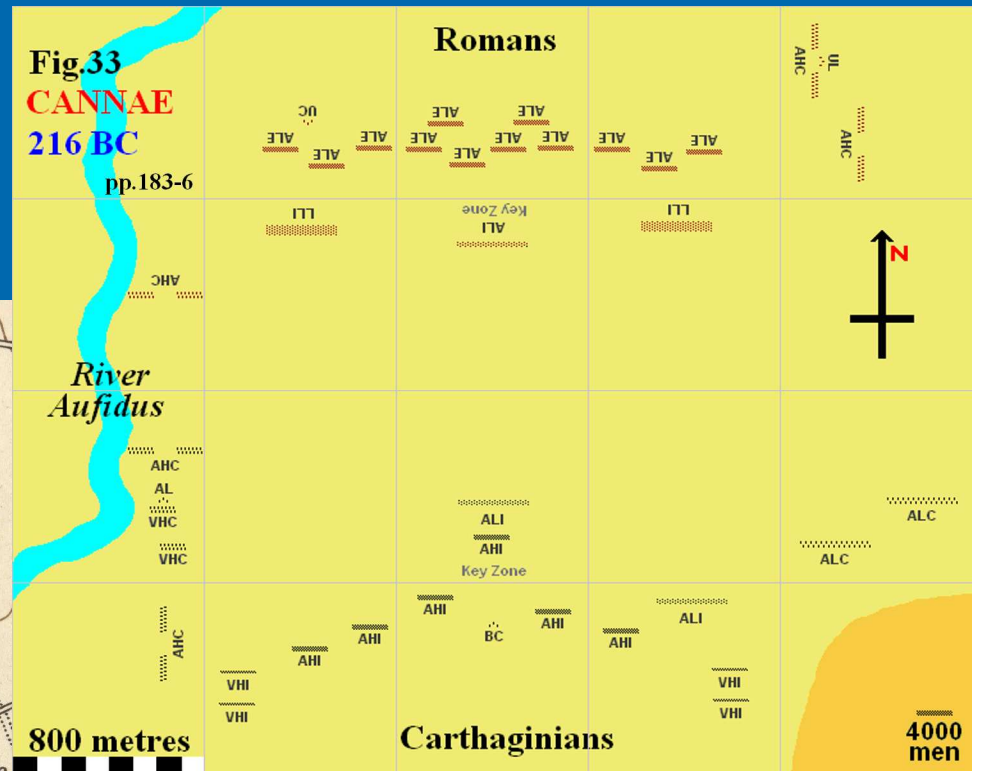 Fig.33
CANNAE
216 BC
pp.183-6
Romans
AHC
UL
AHC
UC
ALE
ALE
ALE
ALE
ALE
ALE
ALE
ALE
ALE
ALE
ALE
ALE
LLI
Key Zone
ALI
LLI
AHC
N
River
Aufidus
AHC
AL
VHC
VHC
ALI
AHI
Key Zone
ALC
ALC
AHC
AHI
AHI
BC
AHI
AHI
AHI
ALI
VHI
VHI
VHI
VHI
800 metres
Carthaginians
4000
men